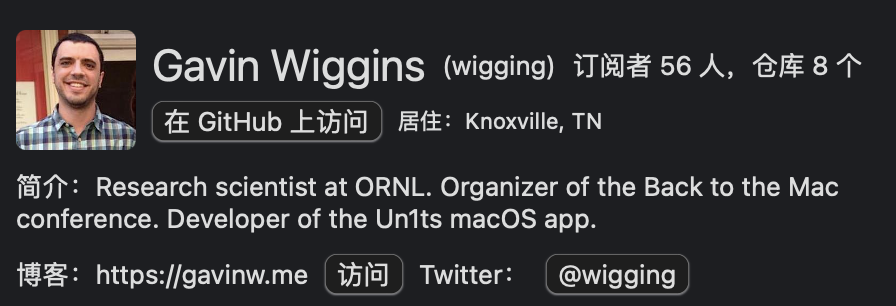 Gavin Wiggins (wigging) 订阅者 56 人，仓库 8 个
在 GitHub 上访问 居住：Knoxville, TN
简介：Research scientist at ORNL. Organizer of the Back to the Mac
conference. Developer of the Un1ts macOS app.
博客：https://gavinw.me 访问 Twitter： @wigging